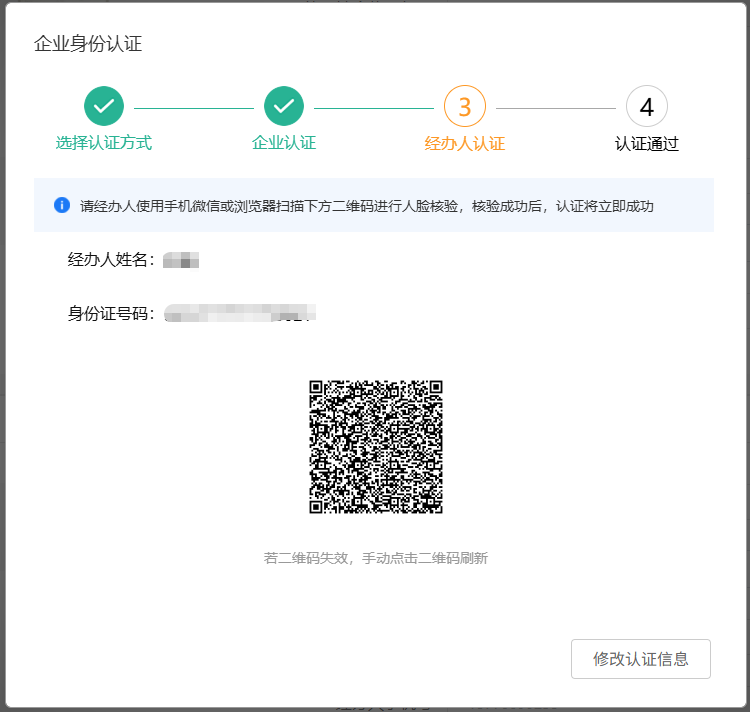 企业身份认证
3
4
选择认证方式
企业认证
经办人认证
认证通过
请经办人使用手机微信或浏览器扫描下方二维码进行人脸核验，核验成功后，认证将立即成功
经办人姓名：
身份证号码：
若二维码失效，手动点击二维码刷新
修改认证信息